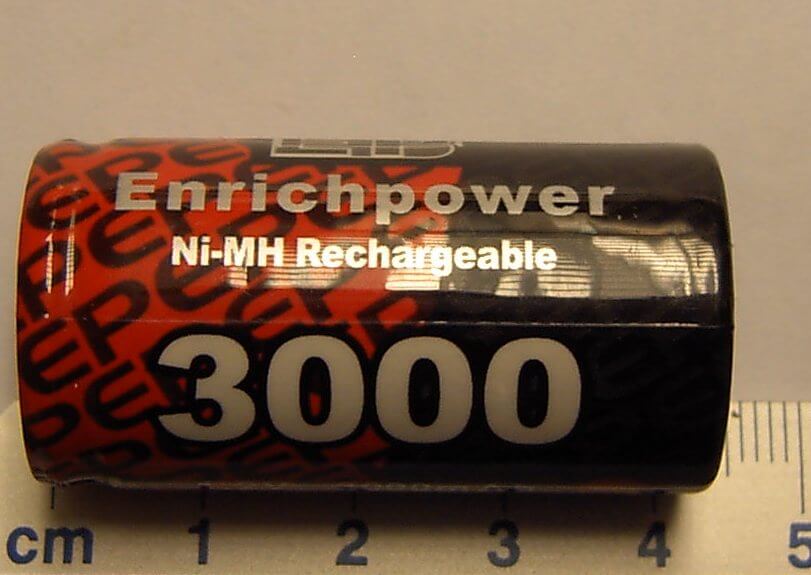 Enrichpower
Ni-MH Rechargeable
3000
cm 1 2 3 4 5